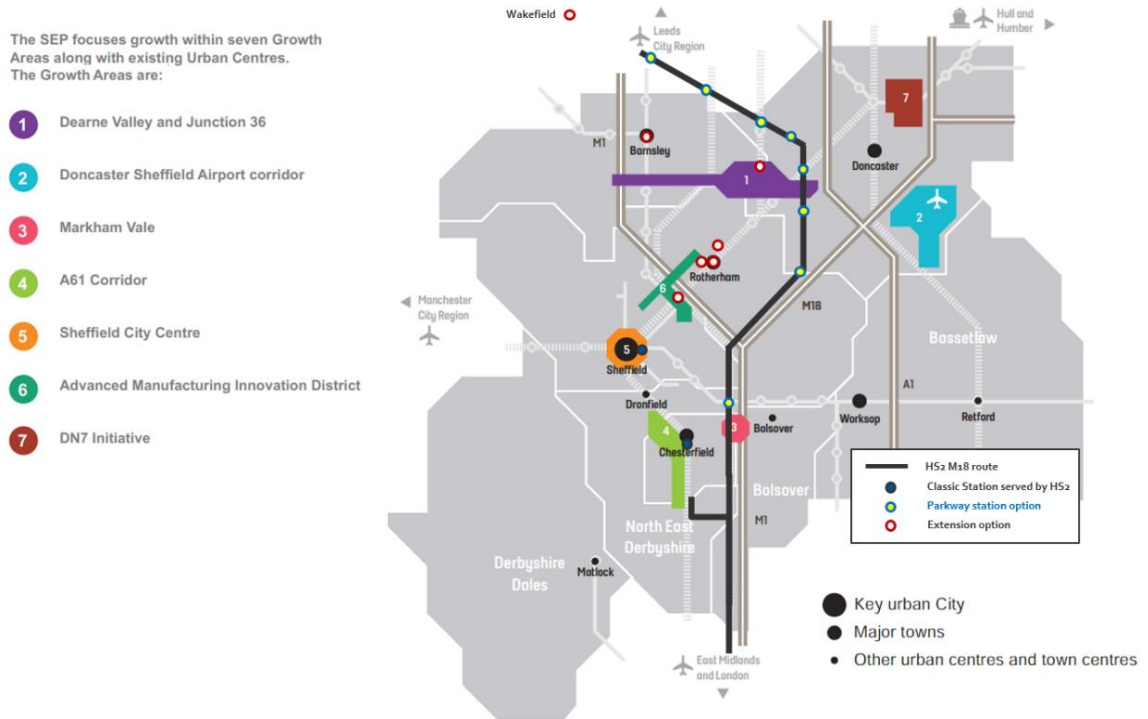 The SEP focuses growth within seven Growth
Areas along with existing Urban Centres.
The Growth Areas are:
1 Dearne Valley and Junction 36
2 Doncaster Sheffield Airport corridor
3 Markham Vale
4 A61 Corridor
5 Sheffield City Centre
6 Advanced Manufacturing Innovation District
7 DN7 Initiative
Wakefield
Leeds
City Region
Hull and
Humber
M1
Barnsley
7
Doncaster
1
2
Rotherham
6
M18
Manchester
City Region
5
Sheffield
Bassetlaw
Dronfield
A1
4
Chesterfield
3
Bolsover
Worksop
Retford
Bolsover
M1
North East
Derbyshire
Derbyshire
Dales
Matlock
East Midlands
and London
HS2 M18 route
Classic Station served by HS2
Parkway station option
Extension option
Key urban City
Major towns
Other urban centres and town centres